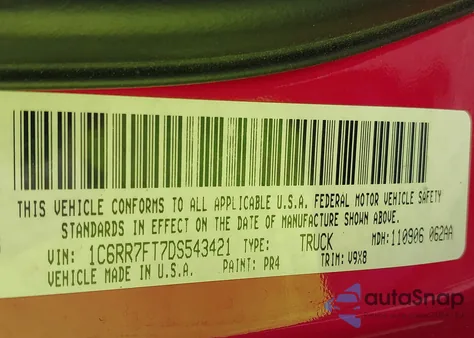 THIS VEHICLE CONFORMS TO ALL APPLICABLE U.S.A. FEDERAL MOTOR VEHICLE SAFETY
STANDARDS IN EFFECT ON THE DATE OF MANUFACTURE SHOWN ABOVE.
VIN: 1C6RR7FT7DS543421 TYPE: TRUCK MDH: 110906 062AA
VEHICLE MADE IN U.S.A. PAINT: PR4 TRIM: V9X8
autoSnap